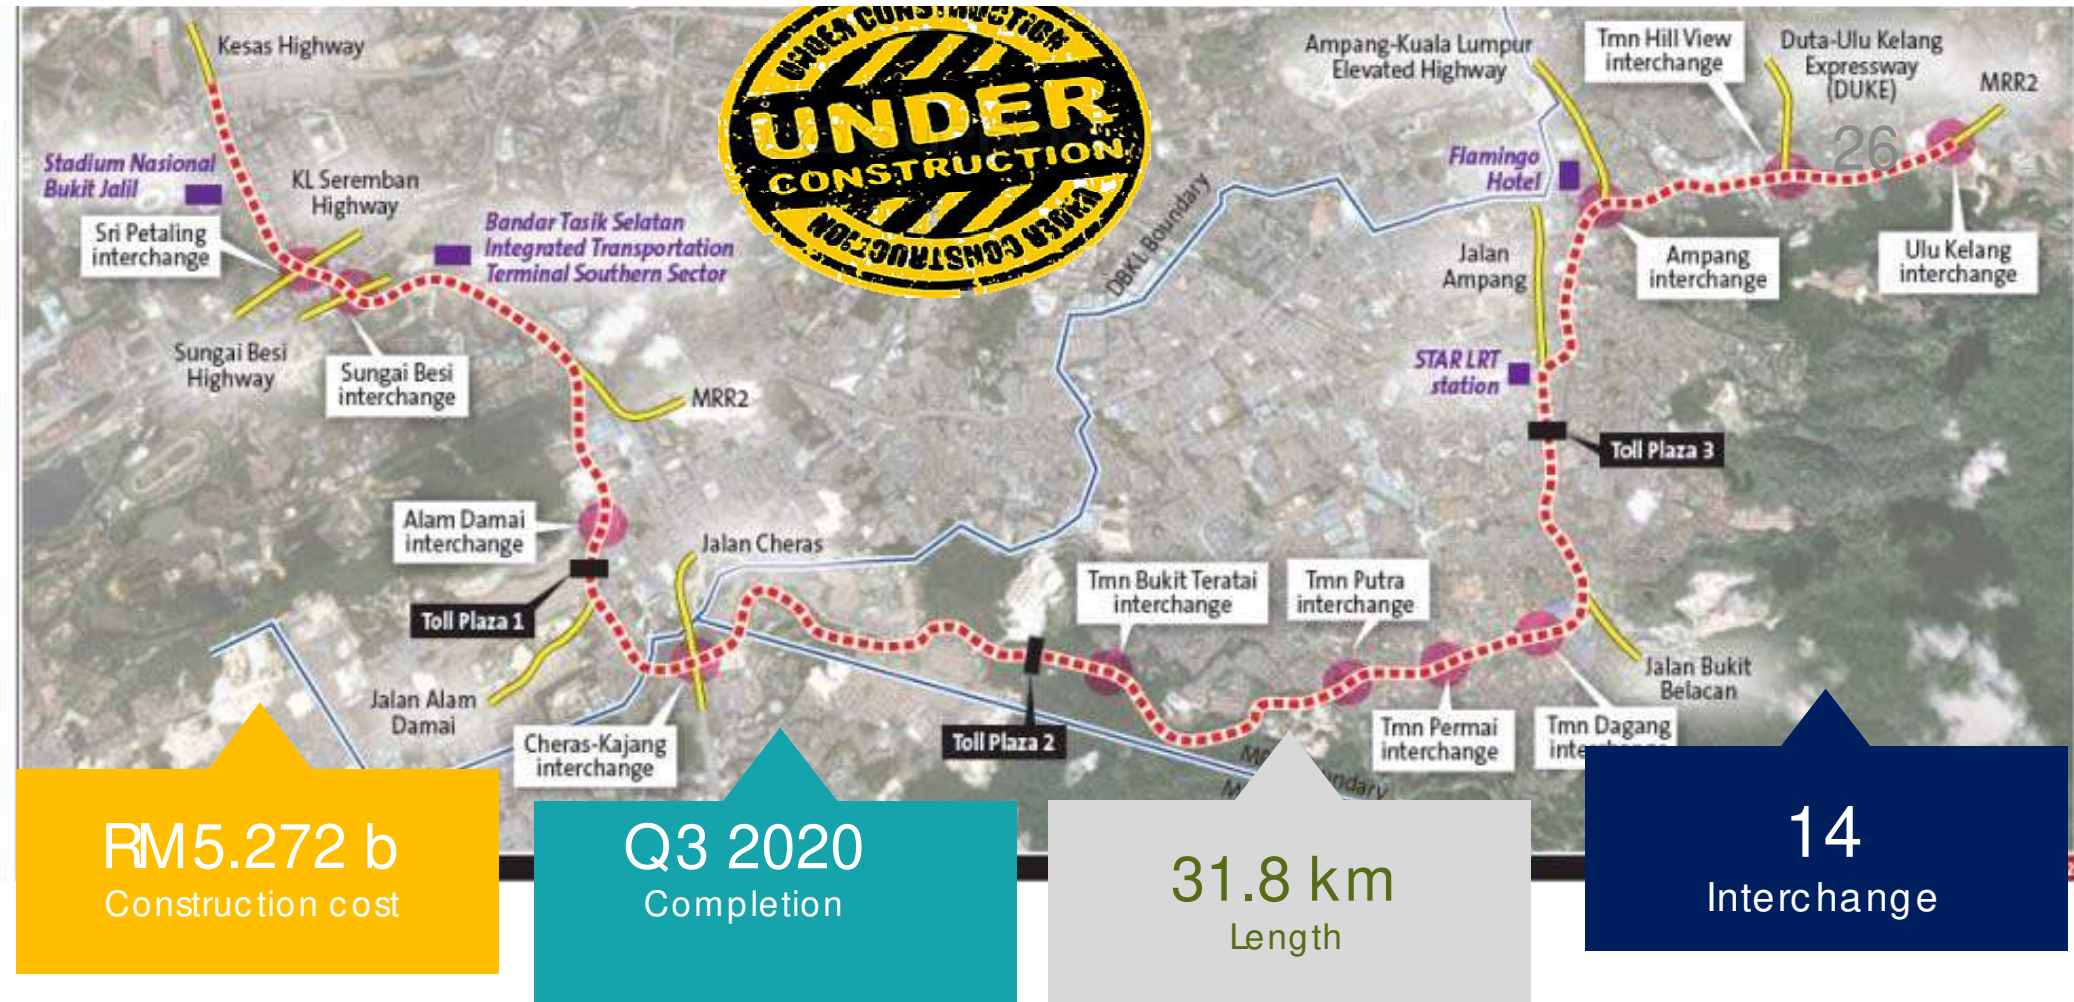 Kesas Highway
Stadium Nasional
Bukit Jalil
KL Seremban
Highway
Sri Petaling
interchange
Bandar Tasik Selatan
Integrated Transportation
Terminal Southern Sector
Sungai Besi
Highway
Sungai Besi
interchange
MRR2
UNDER CONSTRUCTION
UNDER
CONSTRUCTION
UNDER CONSTRUCTION
DBKL Boundary
Ampang-Kuala Lumpur
Elevated Highway
Tmn Hill View
interchange
Duta-Ulu Kelang
Expressway
(DUKE)
MRR2
26
Flamingo
Hotel
Jalan
Ampang
Ampang
interchange
Ulu Kelang
interchange
STAR LRT
station
Toll Plaza 3
Alam Damai
interchange
Jalan Cheras
Toll Plaza 1
Tmn Bukit Teratai
interchange
Tmn Putra
interchange
Jalan Alam
Damai
Cheras-Kajang
interchange
Toll Plaza 2
Tmn Permai
interchange
Tmn Dagang
Jalan Bukit
Belacan
RM5.272 b
Construction cost
Q3 2020
Completion
31.8 km
Length
14
Interchange